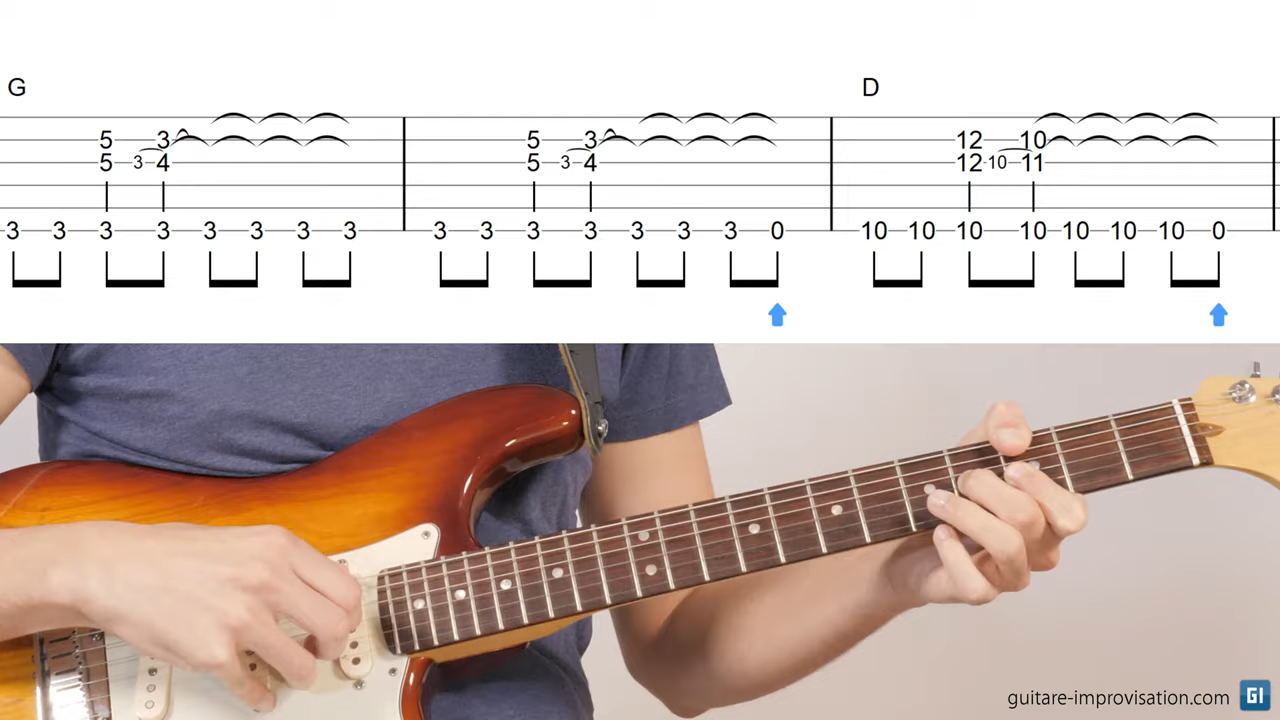 G D
5 3 5 3 12 10
5 3 4 5 3 4 12 10 11
3 3 3 3 3 3 3 3 3 3 3 3 3 3 3 0 10 10 10 10 10 10 10 0
guitare-improvisation.com GI